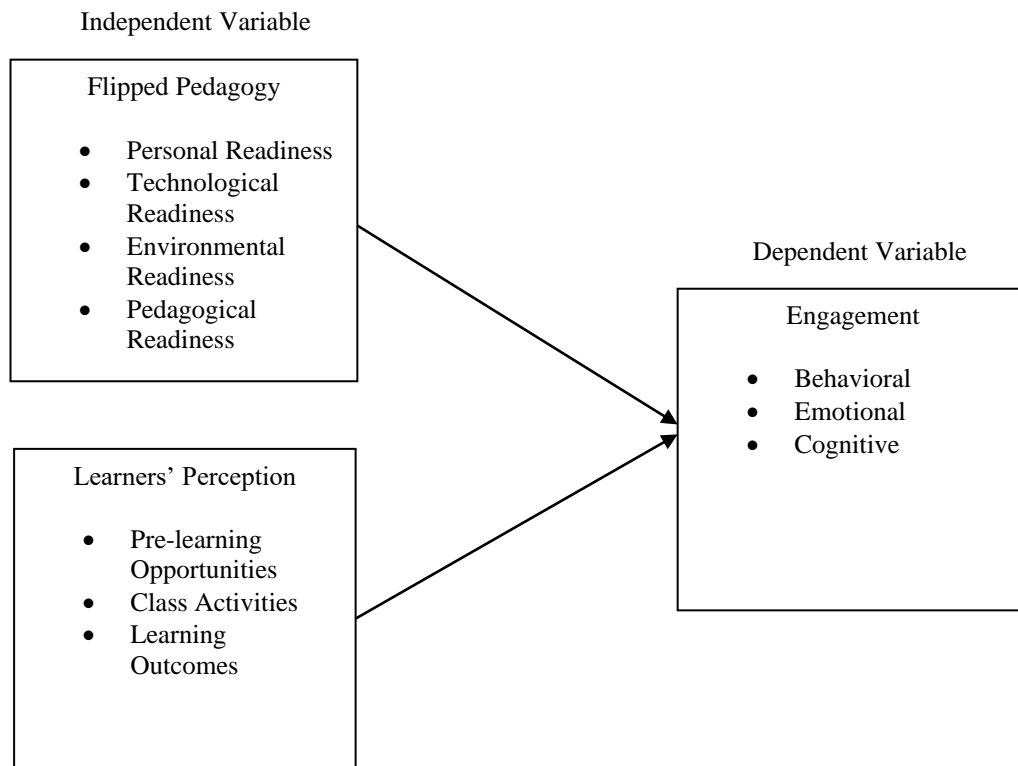 Independent Variable
Flipped Pedagogy
• Personal Readiness
• Technological
Readiness
• Environmental
Readiness
• Pedagogical
Readiness
Learners’ Perception
• Pre-learning
Opportunities
• Class Activities
• Learning
Outcomes
Dependent Variable
Engagement
• Behavioral
• Emotional
• Cognitive